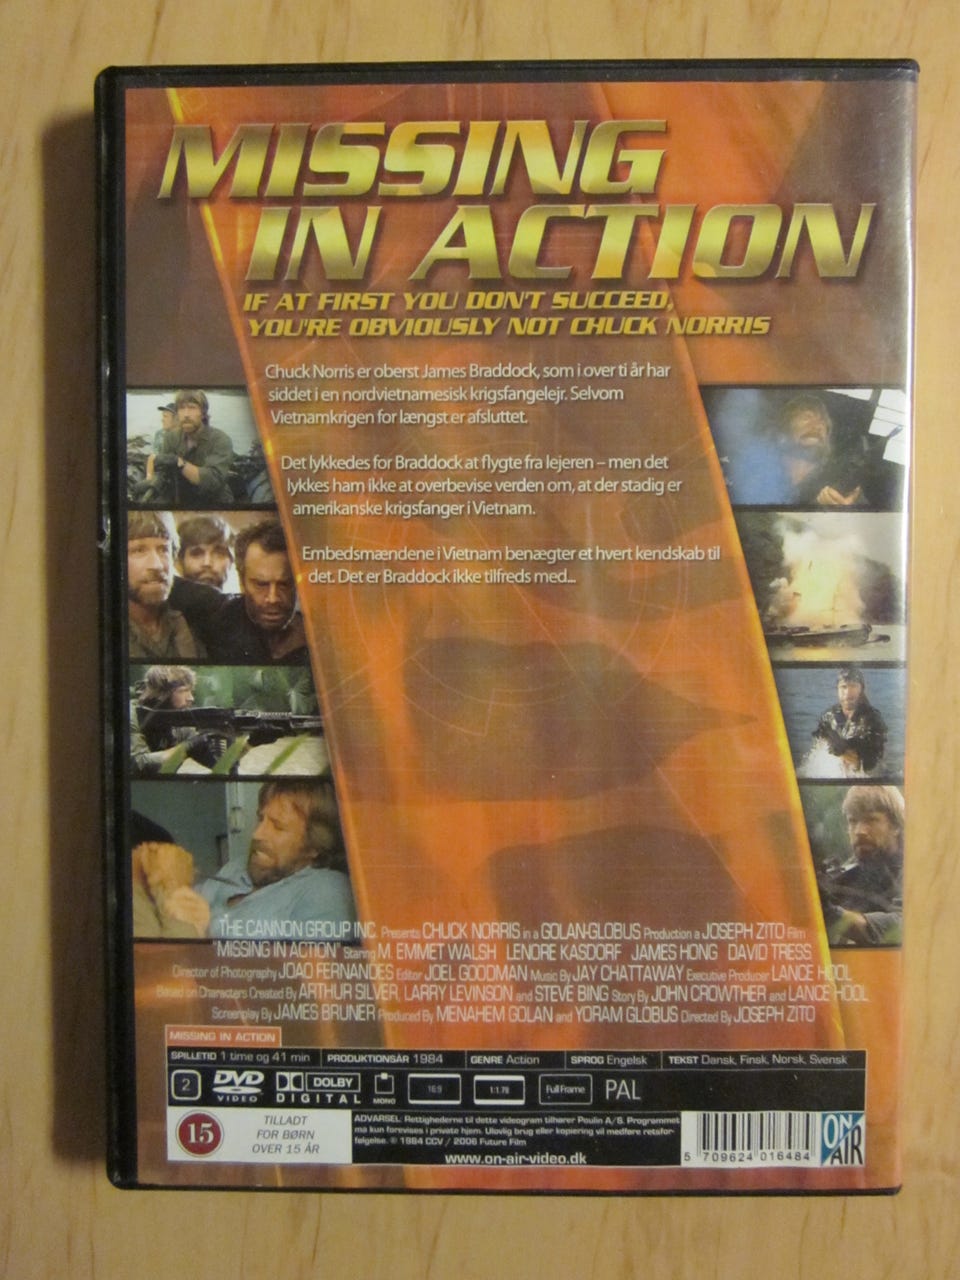 MISSING
IN ACTION
IF AT FIRST YOU DON'T SUCCEED,
YOU'RE OBVIOUSLY NOT CHUCK NORRIS
Chuck Norris er oberst James Braddock, som i over ti år har
siddet i en nordvietnamesisk krigsfangelejr. Selvom
Vietnamkrigen for længst er afsluttet.
Det lykkedes for Braddock at flygte fra lejeren – men det
lykkes ham ikke at overbevise verden om, at der stadig er
amerikanske krigsfanger i Vietnam.
Embedsmændene i Vietnam benægter et hvert kendskab til
det. Det er Braddock ikke tilfreds med...
THE CANNON GROUP INC. Presents CHUCK NORRIS in a GOLAN-GLOBUS Production a JOSEPH ZITO Film
"MISSING IN ACTION" Starring M. EMMET WALSH LENORE KASDORF JAMES HONG DAVID TRESS
Director of Photography JOAO FERNANDES Editor JOEL GOODMAN Music By JAY CHATTAWAY Executive Producer LANCE HOOL
Based on Characters Created By ARTHUR SILVER, LARRY LEVINSON and STEVE BING Story By JOHN CROWTHER and LANCE HOOL
Screenplay By JAMES BRUNER Produced By MENAHEM GOLAN and YORAM GLOBUS Directed By JOSEPH ZITO
MISSING IN ACTION
SPILLETID 1 time og 41 min PRODUKTIONSÅR 1984 GENRE Action SPROG Engelsk TEKST Dansk, Finsk, Norsk, Svensk
2 DVD VIDEO DOLBY DIGITAL MONO 16:9 1:1.78 Full Frame PAL
15 TILLADT
FOR BØRN
OVER 15 ÅR
ADVARSEL: Rettighederne til dette videogram tilhører Poulin A/S. Programmet
må kun forevises i private hjem. Ulovlig brug eller kopiering vil medføre retsfor-
følgelse. © 1984 CCV / 2006 Future Film
www.on-air-video.dk
5 709624 016484
ON
AIR